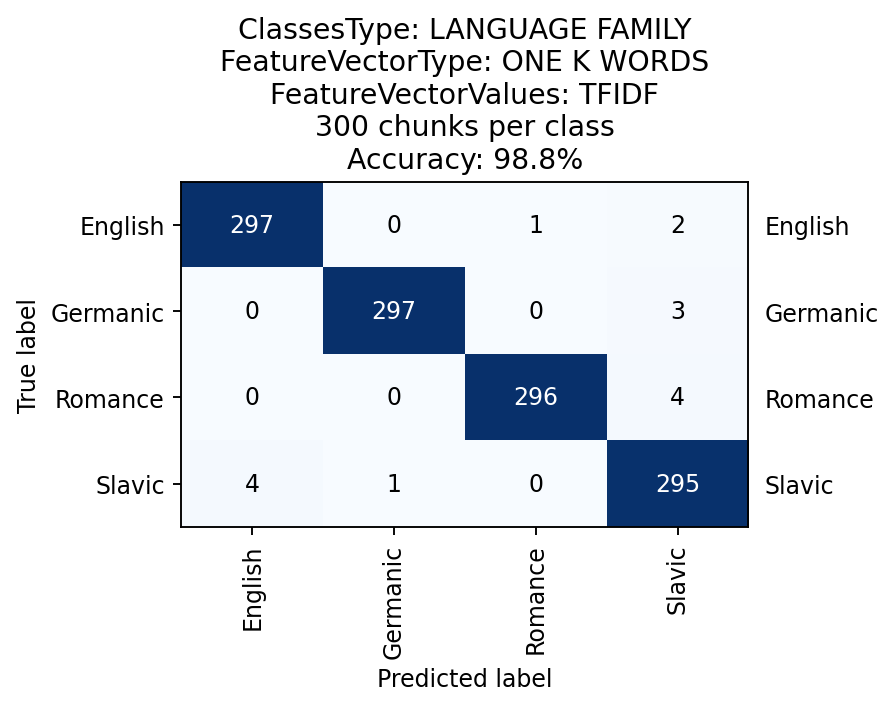 ClassesType: LANGUAGE FAMILY
FeatureVectorType: ONE K WORDS
FeatureVectorValues: TFIDF
300 chunks per class
Accuracy: 98.8%
English 297 0 1 2 English
Germanic 0 297 0 3 Germanic
Romance 0 0 296 4 Romance
Slavic 4 1 0 295 Slavic
True label
English Germanic Romance Slavic
Predicted label